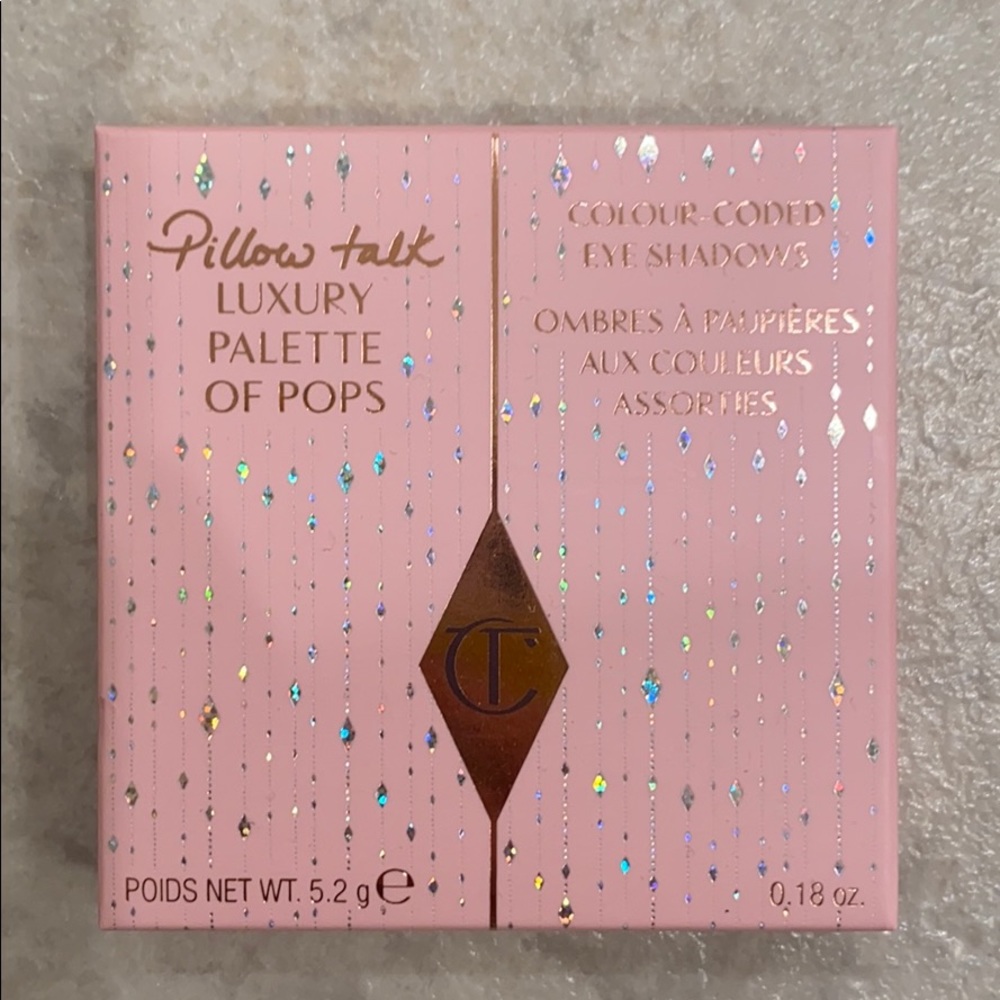 Pillow talk
LUXURY
PALETTE
OF POPS
COLOUR-CODED
EYE SHADOWS
OMBRES À PAUPIÈRES
AUX COULEURS
ASSORTIES
CT
POIDS NET WT. 5.2 g ℮
0.18 oz.